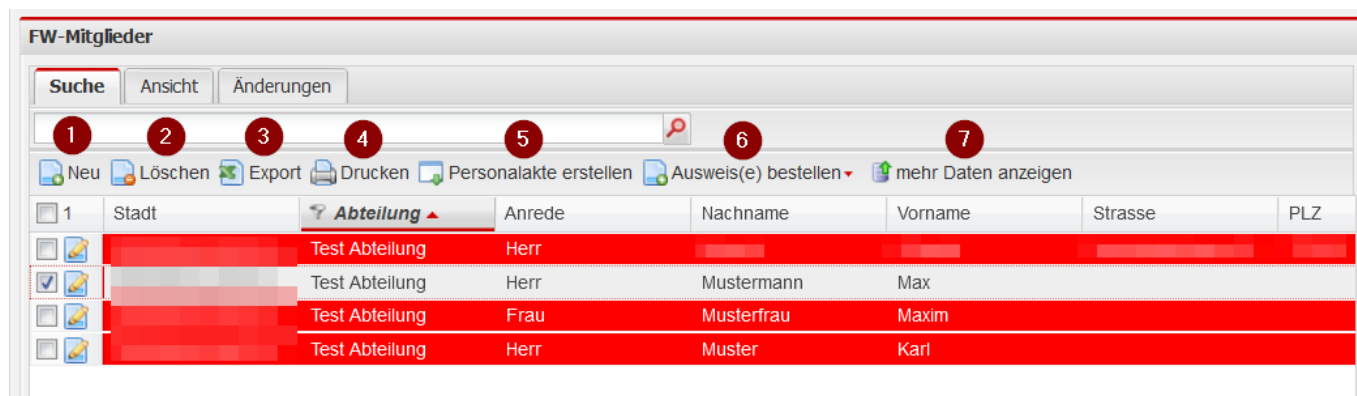 FW-Mitglieder
Suche Ansicht Änderungen
1 2 3 4 5 6 7
Neu Löschen Export Drucken Personalakte erstellen Ausweis(e) bestellen mehr Daten anzeigen
1 Stadt Abteilung Anrede Nachname Vorname Strasse PLZ
Test Abteilung Herr
Test Abteilung Herr Mustermann Max
Test Abteilung Frau Musterfrau Maxim
Test Abteilung Herr Muster Karl